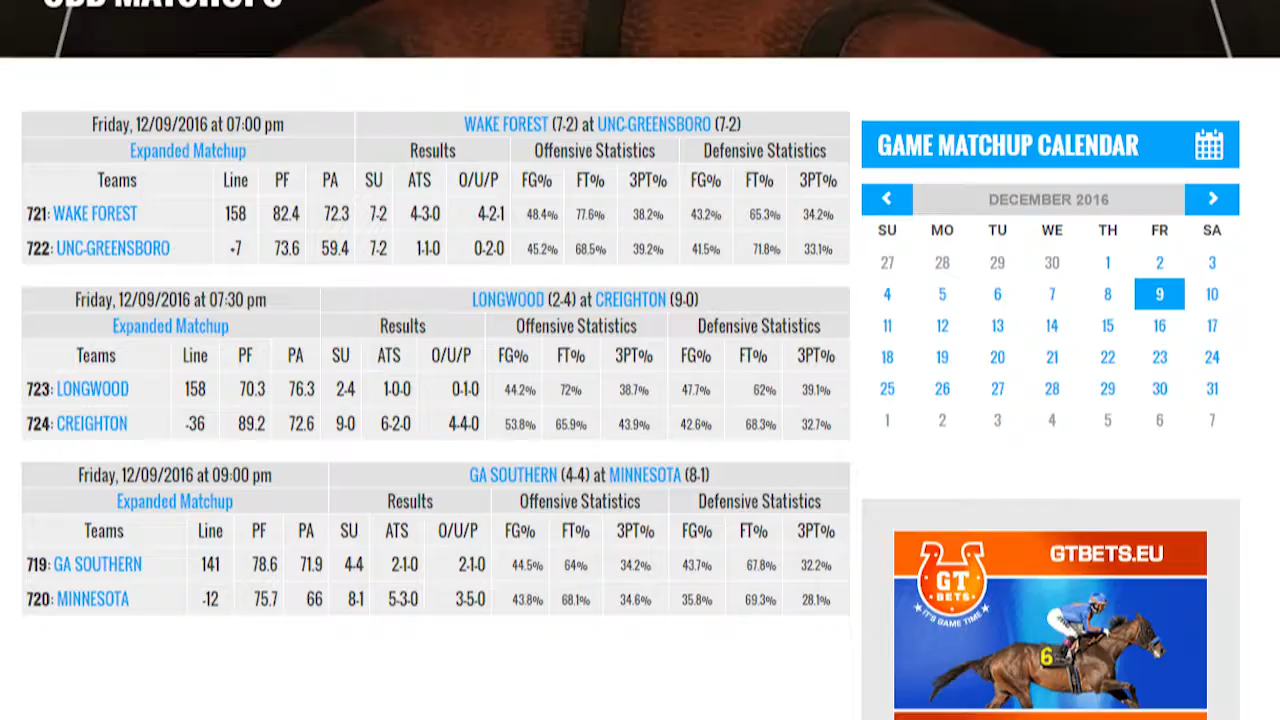 Friday, 12/09/2016 at 07:00 pm WAKE FOREST (7-2) at UNC-GREENSBORO (7-2)
Expanded Matchup Results Offensive Statistics Defensive Statistics
Teams Line PF PA SU ATS O/U/P FG% FT% 3PT% FG% FT% 3PT%
721: WAKE FOREST 158 82.4 72.3 7-2 4-3-0 4-2-1 48.4% 77.6% 38.2% 43.2% 65.3% 34.2%
722: UNC-GREENSBORO -7 73.6 59.4 7-2 1-1-0 0-2-0 45.2% 68.5% 39.2% 41.5% 71.8% 33.1%
Friday, 12/09/2016 at 07:30 pm LONGWOOD (2-4) at CREIGHTON (9-0)
Expanded Matchup Results Offensive Statistics Defensive Statistics
Teams Line PF PA SU ATS O/U/P FG% FT% 3PT% FG% FT% 3PT%
723: LONGWOOD 158 70.3 76.3 2-4 1-0-0 0-1-0 44.2% 72% 38.7% 47.7% 62% 39.1%
724: CREIGHTON -36 89.2 72.6 9-0 6-2-0 4-4-0 53.8% 65.9% 43.9% 42.6% 68.3% 32.7%
Friday, 12/09/2016 at 09:00 pm GA SOUTHERN (4-4) at MINNESOTA (8-1)
Expanded Matchup Results Offensive Statistics Defensive Statistics
Teams Line PF PA SU ATS O/U/P FG% FT% 3PT% FG% FT% 3PT%
719: GA SOUTHERN 141 78.6 71.9 4-4 2-1-0 2-1-0 44.5% 64% 34.2% 43.7% 67.8% 32.2%
720: MINNESOTA -12 75.7 66 8-1 5-3-0 3-5-0 43.8% 68.1% 34.6% 35.8% 69.3% 28.1%
GAME MATCHUP CALENDAR
DECEMBER 2016
SU MO TU WE TH FR SA
27 28 29 30 1 2 3
4 5 6 7 8 9 10
11 12 13 14 15 16 17
18 19 20 21 22 23 24
25 26 27 28 29 30 31
1 2 3 4 5 6 7
GTBETS.EU
GT
BETS
IT'S GAME TIME
6